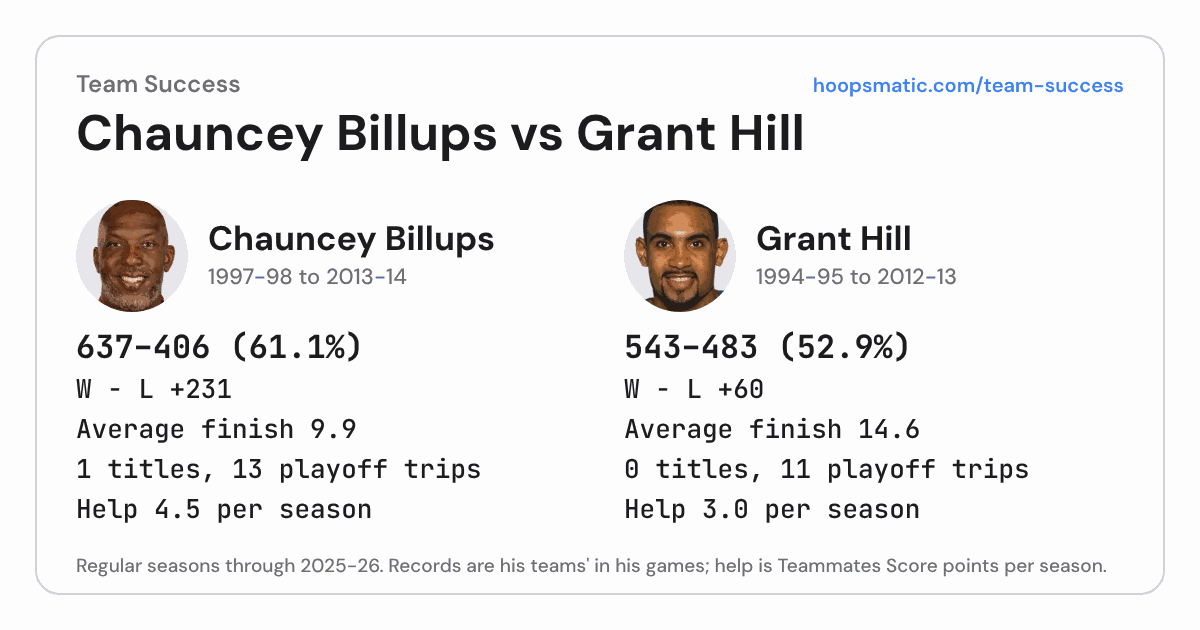 Team Success
hoopsmatic.com/team-success
Chauncey Billups vs Grant Hill
Chauncey Billups
1997-98 to 2013-14
637-406 (61.1%)
W - L +231
Average finish 9.9
1 titles, 13 playoff trips
Help 4.5 per season
Grant Hill
1994-95 to 2012-13
543-483 (52.9%)
W - L +60
Average finish 14.6
0 titles, 11 playoff trips
Help 3.0 per season
Regular seasons through 2025-26. Records are his teams' in his games; help is Teammates Score points per season.